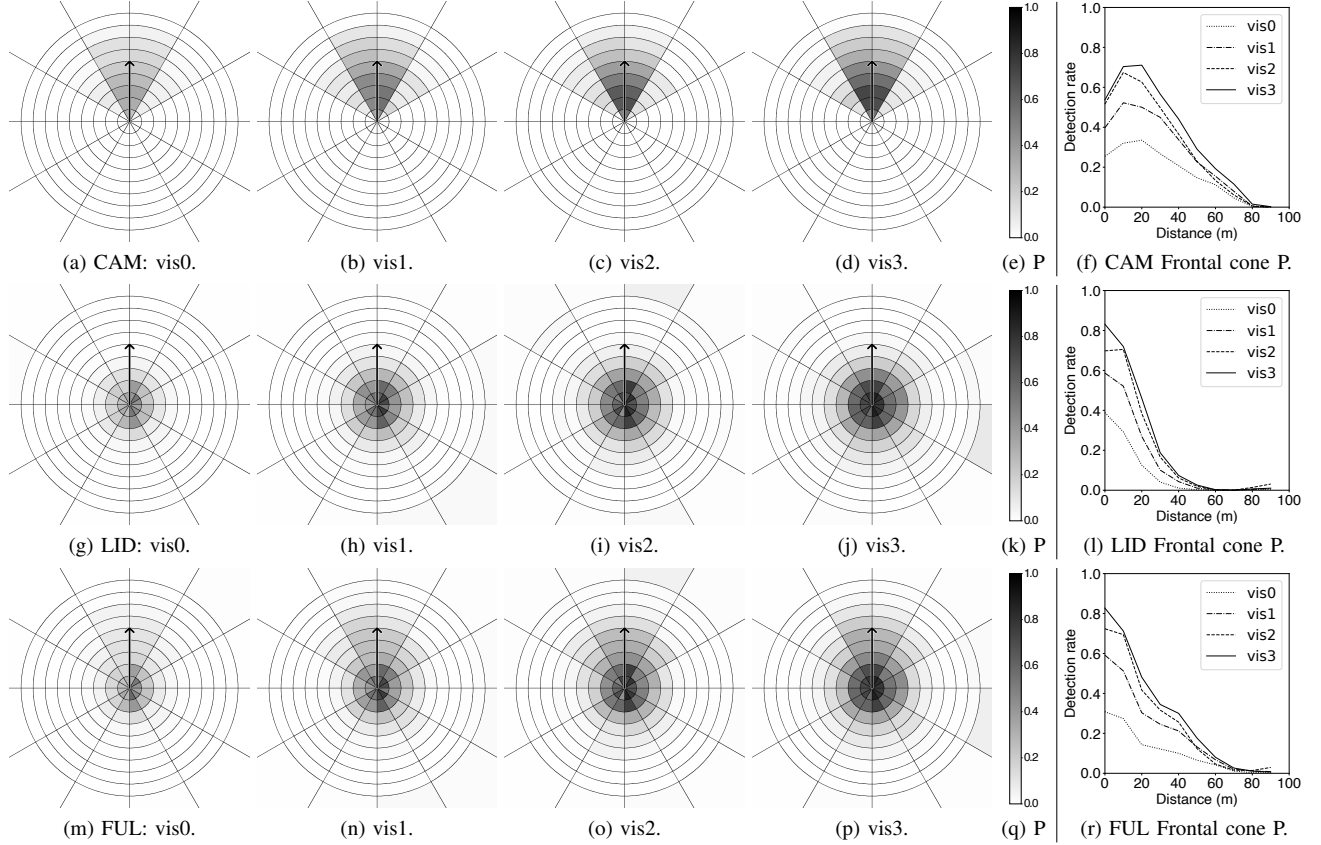 1.0
0.8
0.6
0.4
0.2
0.0
1.0
0.8
0.6
0.4
0.2
0.0
Detection rate
vis0
vis1
vis2
vis3
0 20 40 60 80 100
Distance (m)
(a) CAM: vis0. (b) vis1. (c) vis2. (d) vis3. (e) P (f) CAM Frontal cone P.
1.0
0.8
0.6
0.4
0.2
0.0
1.0
0.8
0.6
0.4
0.2
0.0
Detection rate
vis0
vis1
vis2
vis3
0 20 40 60 80 100
Distance (m)
(g) LID: vis0. (h) vis1. (i) vis2. (j) vis3. (k) P (l) LID Frontal cone P.
1.0
0.8
0.6
0.4
0.2
0.0
1.0
0.8
0.6
0.4
0.2
0.0
Detection rate
vis0
vis1
vis2
vis3
0 20 40 60 80 100
Distance (m)
(m) FUL: vis0. (n) vis1. (o) vis2. (p) vis3. (q) P (r) FUL Frontal cone P.